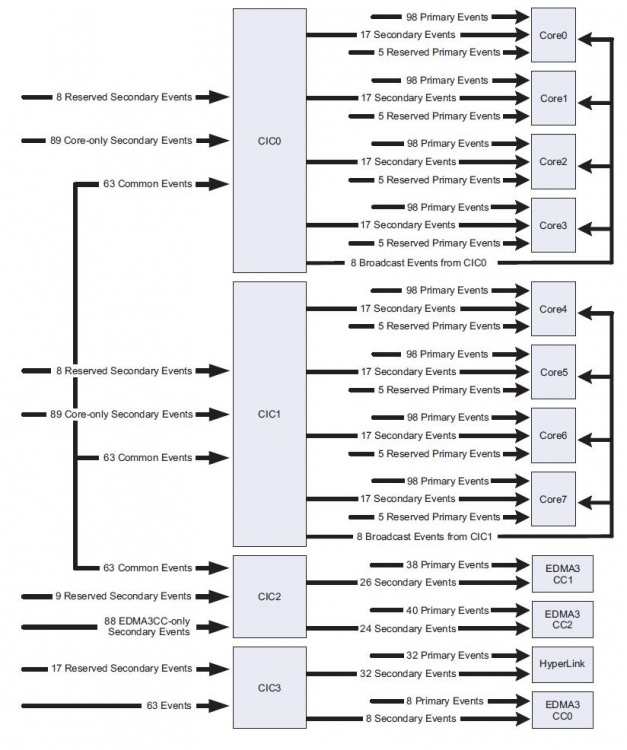 98 Primary Events
17 Secondary Events
5 Reserved Primary Events
Core0
8 Reserved Secondary Events
98 Primary Events
17 Secondary Events
5 Reserved Primary Events
Core1
89 Core-only Secondary Events
CIC0
98 Primary Events
17 Secondary Events
5 Reserved Primary Events
Core2
63 Common Events
98 Primary Events
17 Secondary Events
5 Reserved Primary Events
Core3
8 Broadcast Events from CIC0
98 Primary Events
17 Secondary Events
5 Reserved Primary Events
Core4
8 Reserved Secondary Events
98 Primary Events
17 Secondary Events
5 Reserved Primary Events
Core5
89 Core-only Secondary Events
CIC1
98 Primary Events
17 Secondary Events
5 Reserved Primary Events
Core6
63 Common Events
98 Primary Events
17 Secondary Events
5 Reserved Primary Events
Core7
8 Broadcast Events from CIC1
63 Common Events
9 Reserved Secondary Events
88 EDMA3CC-only
Secondary Events
CIC2
38 Primary Events
26 Secondary Events
EDMA3
CC1
40 Primary Events
24 Secondary Events
EDMA3
CC2
17 Reserved Secondary Events
63 Events
CIC3
32 Primary Events
32 Secondary Events
HyperLink
8 Primary Events
8 Secondary Events
EDMA3
CC0